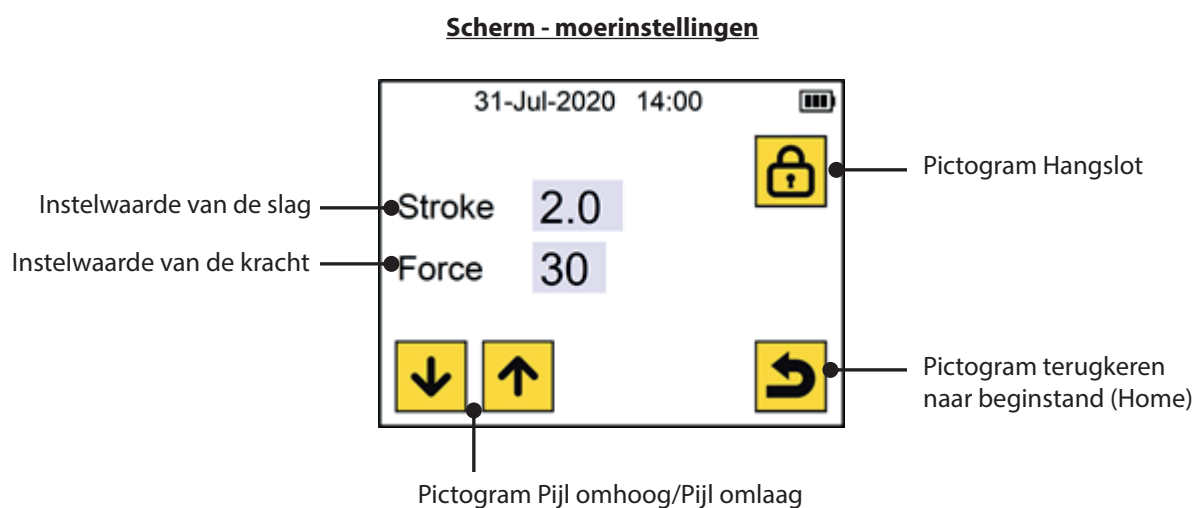 Scherm - moerinstellingen
31-Jul-2020 14:00
Pictogram Hangslot
Instelwaarde van de slag
Stroke 2.0
Instelwaarde van de kracht
Force 30
Pictogram terugkeren
naar beginstand (Home)
Pictogram Pijl omhoog/Pijl omlaag